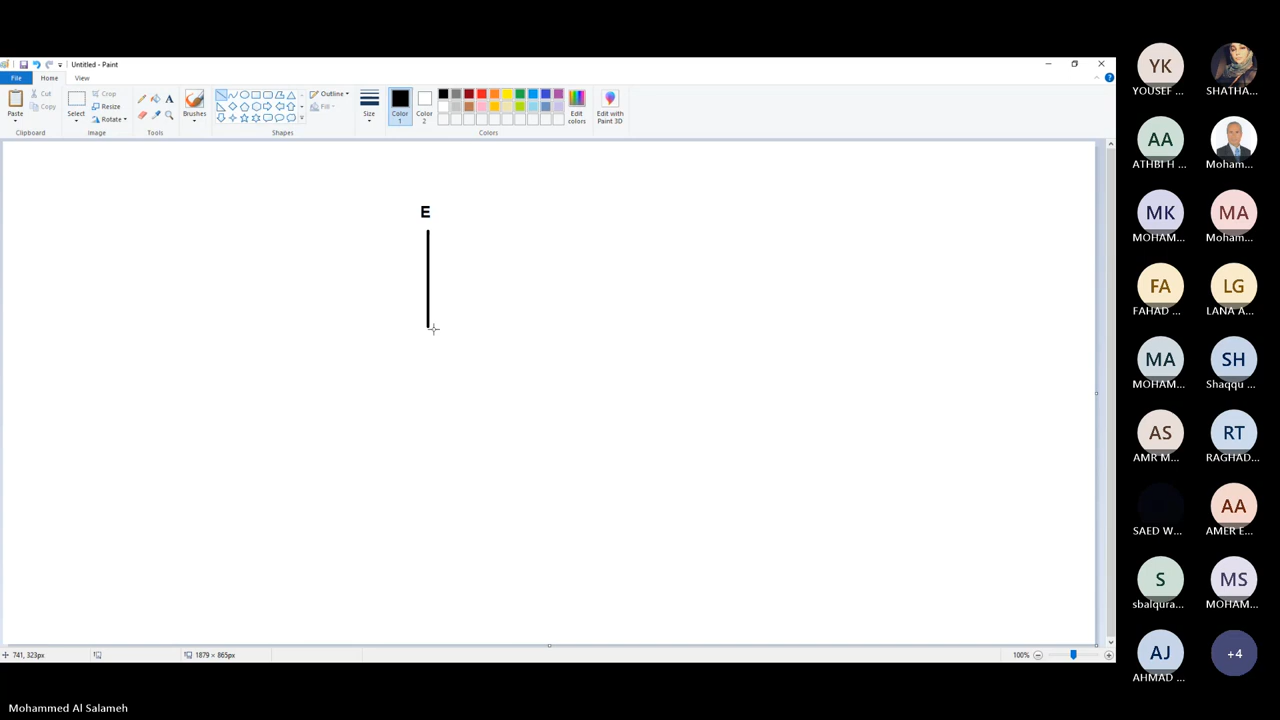 Untitled - Paint
File
Home
View
Paste
Cut
Copy
Clipboard
Select
Crop
Resize
Rotate
Image
Tools
Brushes
Shapes
Outline
Fill
Size
Color 1
Color 2
Edit colors
Colors
Edit with Paint 3D
E
741, 323px
1879 × 865px
100%
YK
YOUSEF ...
SHATHA...
AA
ATHBI H ...
Moham...
MK
MOHAM...
MA
Moham...
FA
FAHAD ...
LG
LANA A...
MA
MOHAM...
SH
Shaqqu ...
AS
AMR M...
RT
RAGHAD...
SAED W...
AA
AMER E...
S
sbalqura...
MS
MOHAM...
AJ
AHMAD ...
+4
Mohammed Al Salameh